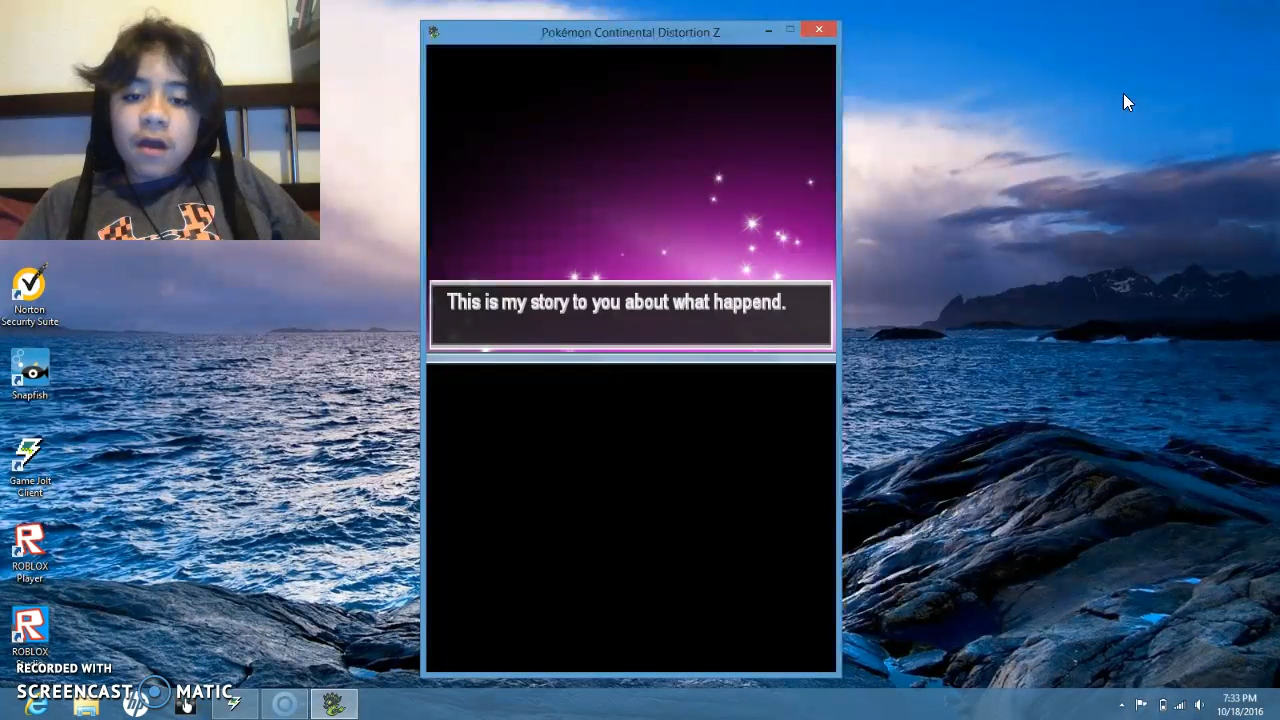 Pokémon Continental Distortion Z
This is my story to you about what happend.
Norton
Security Suite
Snapfish
Game Jolt
Client
ROBLOX
Player
ROBLOX
RECORDED WITH
SCREENCAST MATIC
7:33 PM
10/18/2016